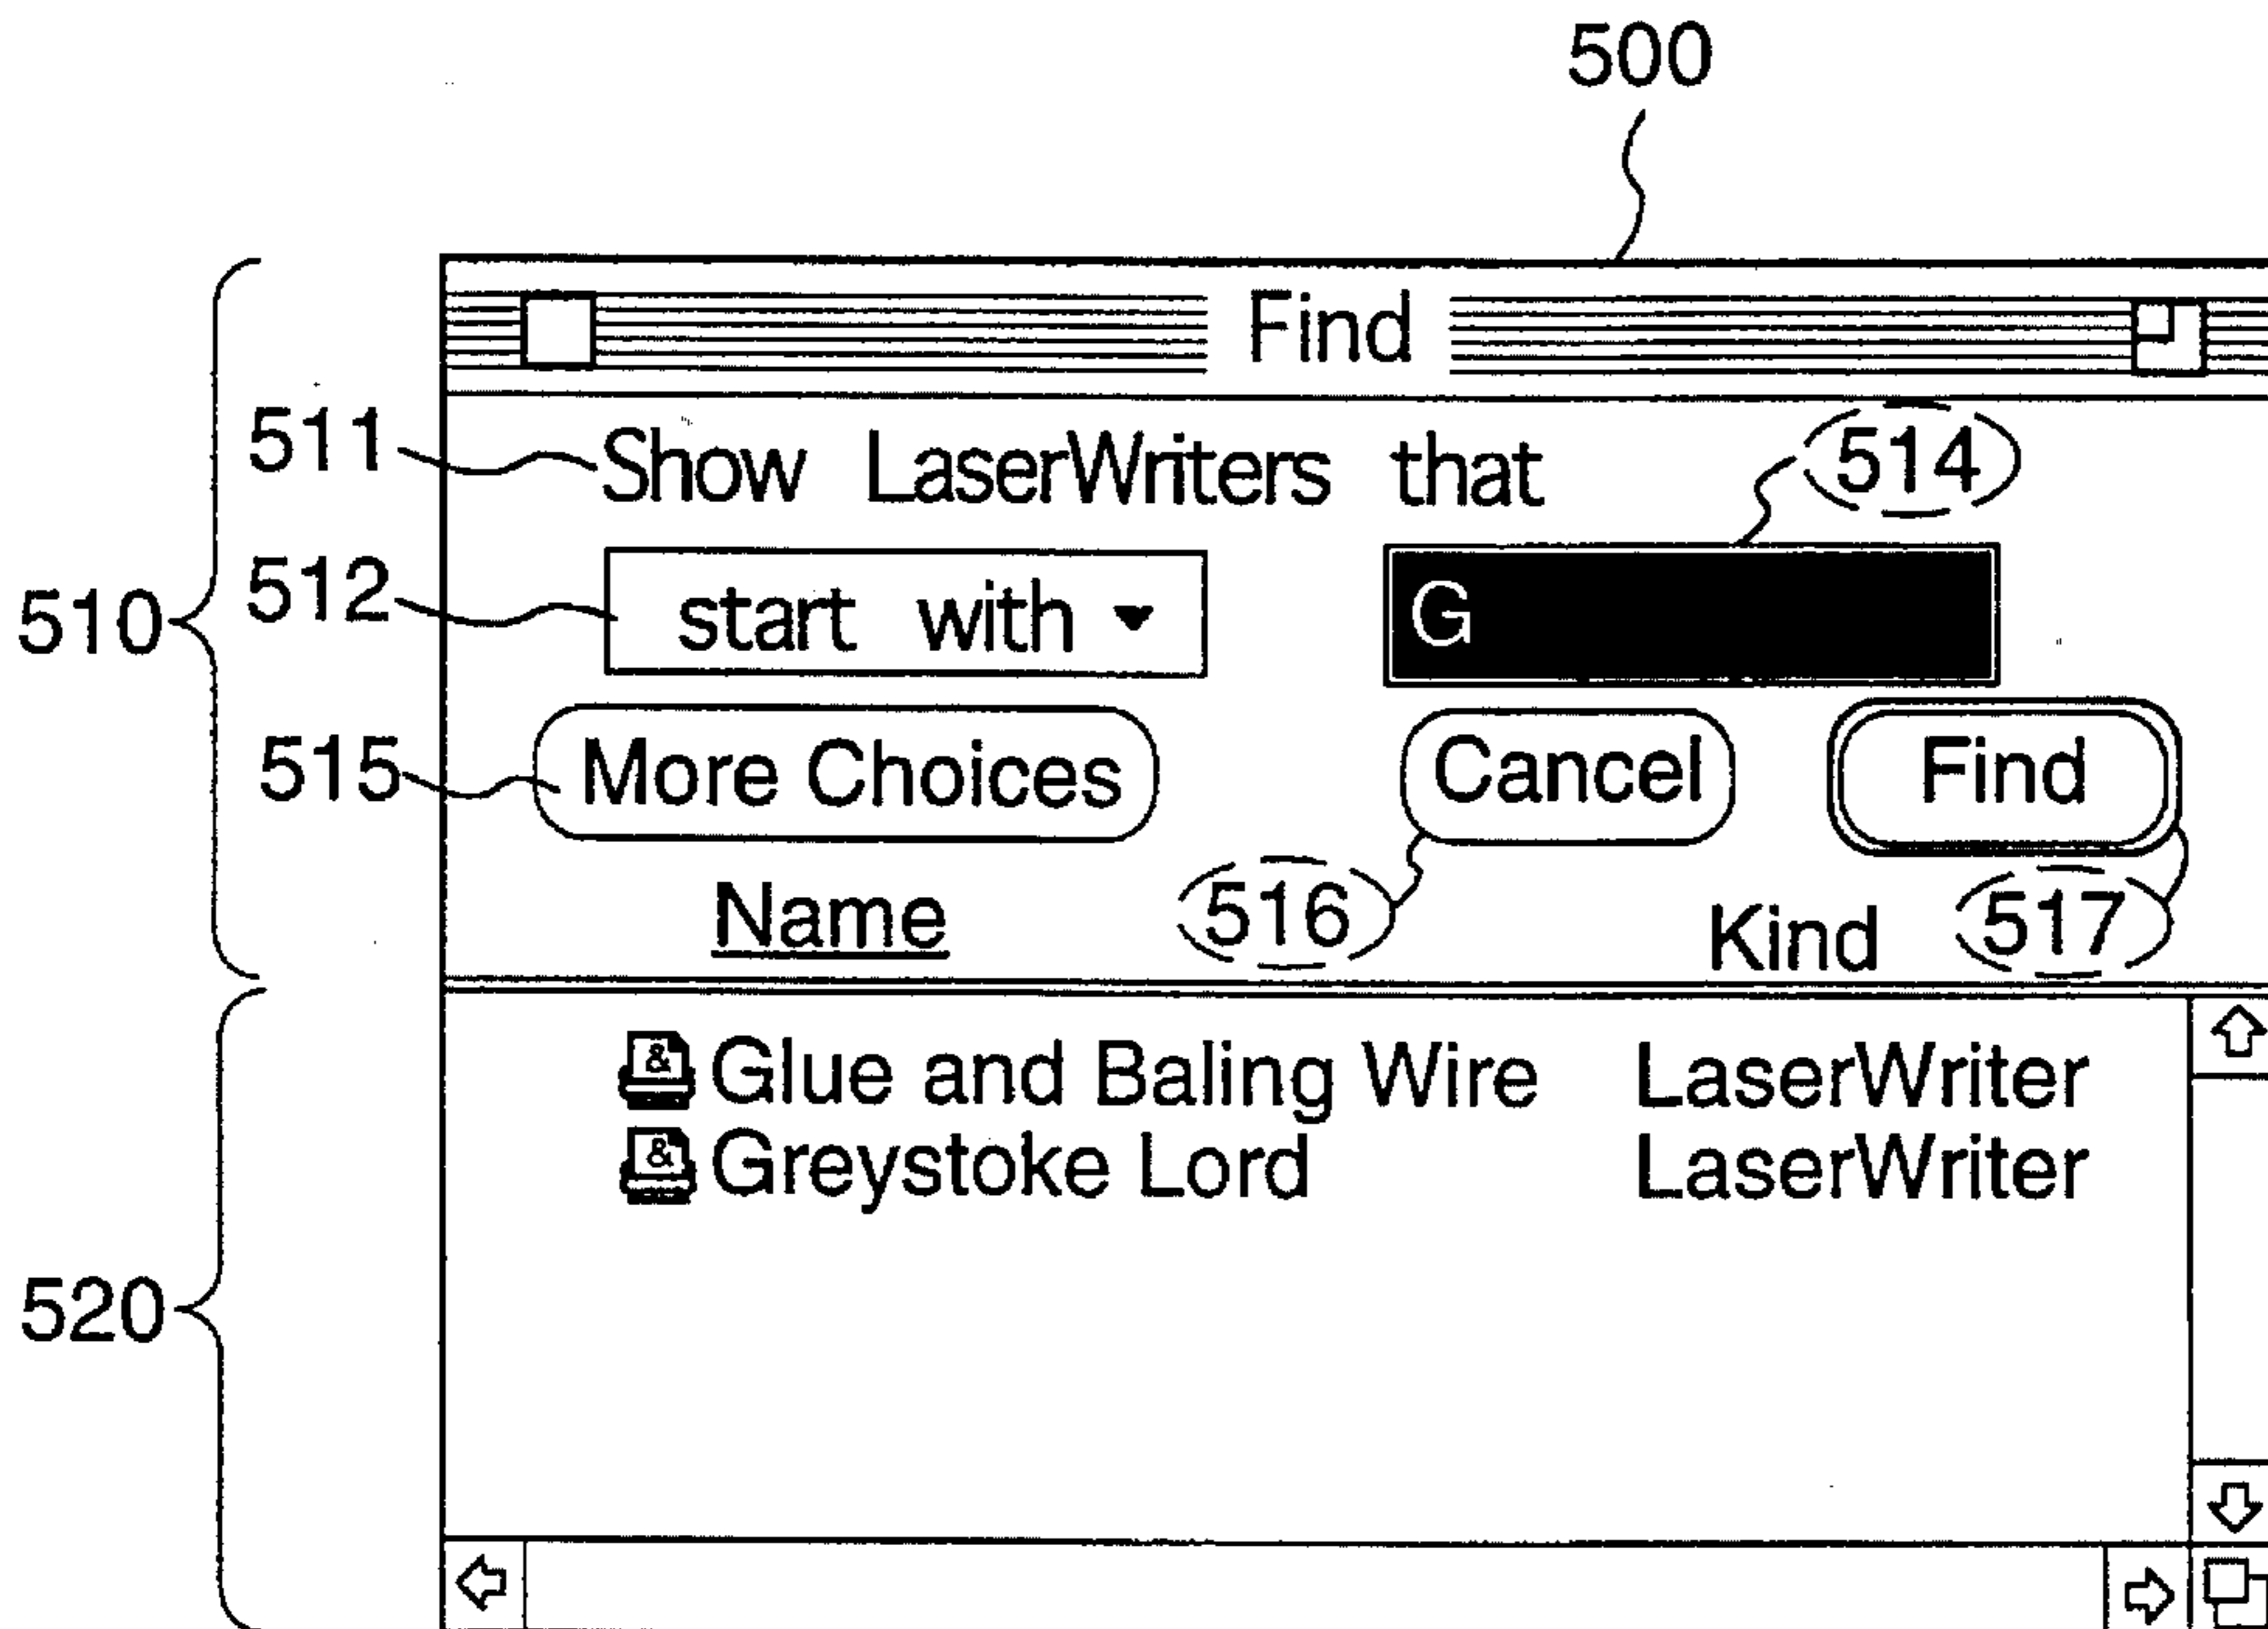 500
Find
511 Show LaserWriters that 514
510 512 start with G
515 More Choices Cancel Find
Name 516 Kind 517
& Glue and Baling Wire LaserWriter
& Greystoke Lord LaserWriter
520